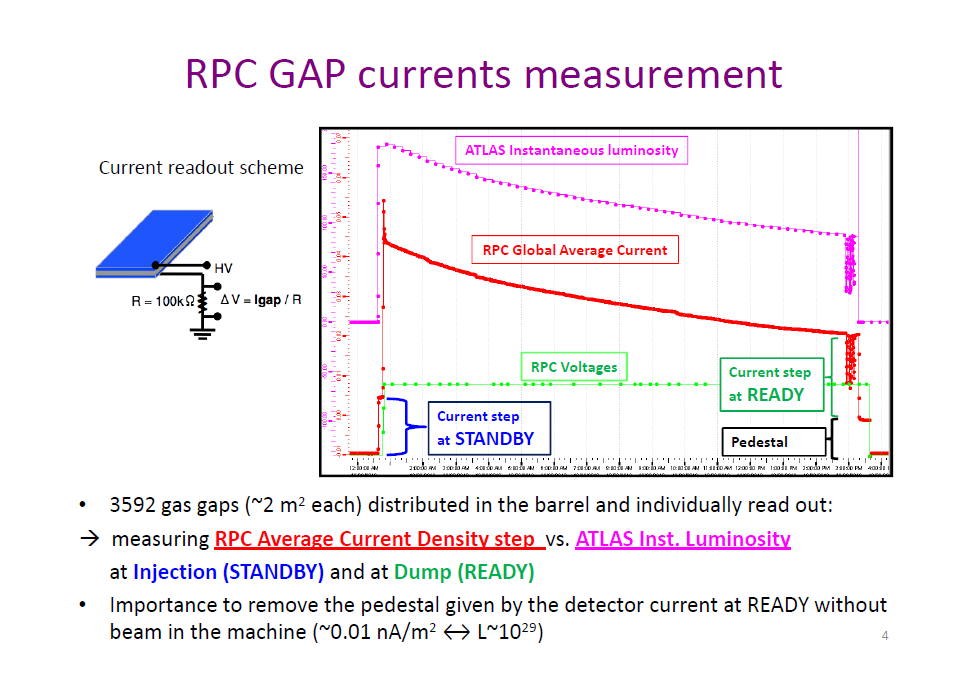 RPC GAP currents measurement
Current readout scheme
HV
R = 100kΩ
Δ V = Igap / R
ATLAS Instantaneous luminosity
RPC Global Average Current
RPC Voltages
Current step
at READY
Current step
at STANDBY
Pedestal
• 3592 gas gaps (~2 m² each) distributed in the barrel and individually read out:
→ measuring RPC Average Current Density step vs. ATLAS Inst. Luminosity
at Injection (STANDBY) and at Dump (READY)
• Importance to remove the pedestal given by the detector current at READY without
beam in the machine (~0.01 nA/m² ↔ L~10²⁹)
4